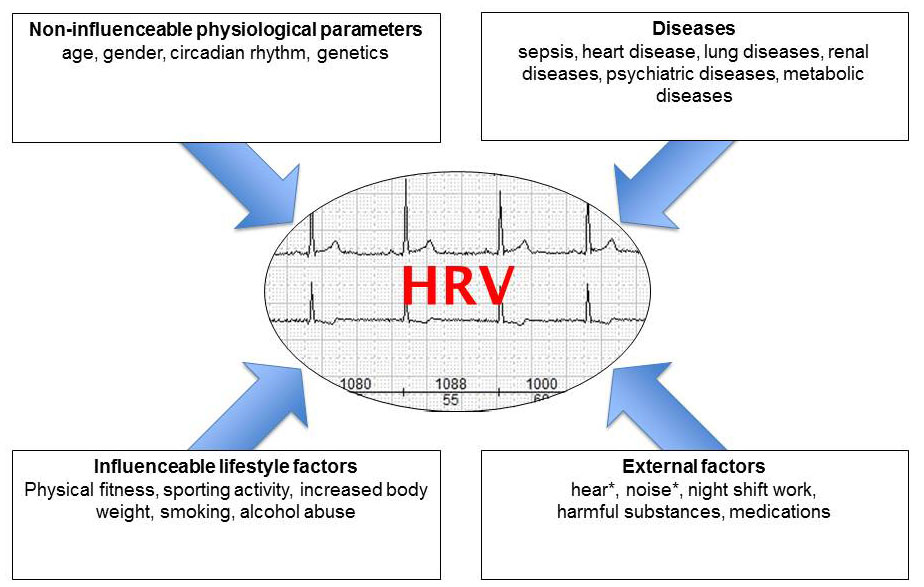 Non-influenceable physiological parameters
age, gender, circadian rhythm, genetics
Diseases
sepsis, heart disease, lung diseases, renal
diseases, psychiatric diseases, metabolic
diseases
HRV
1080 1088 1000
55 60
Influenceable lifestyle factors
Physical fitness, sporting activity, increased body
weight, smoking, alcohol abuse
External factors
hear*, noise*, night shift work,
harmful substances, medications